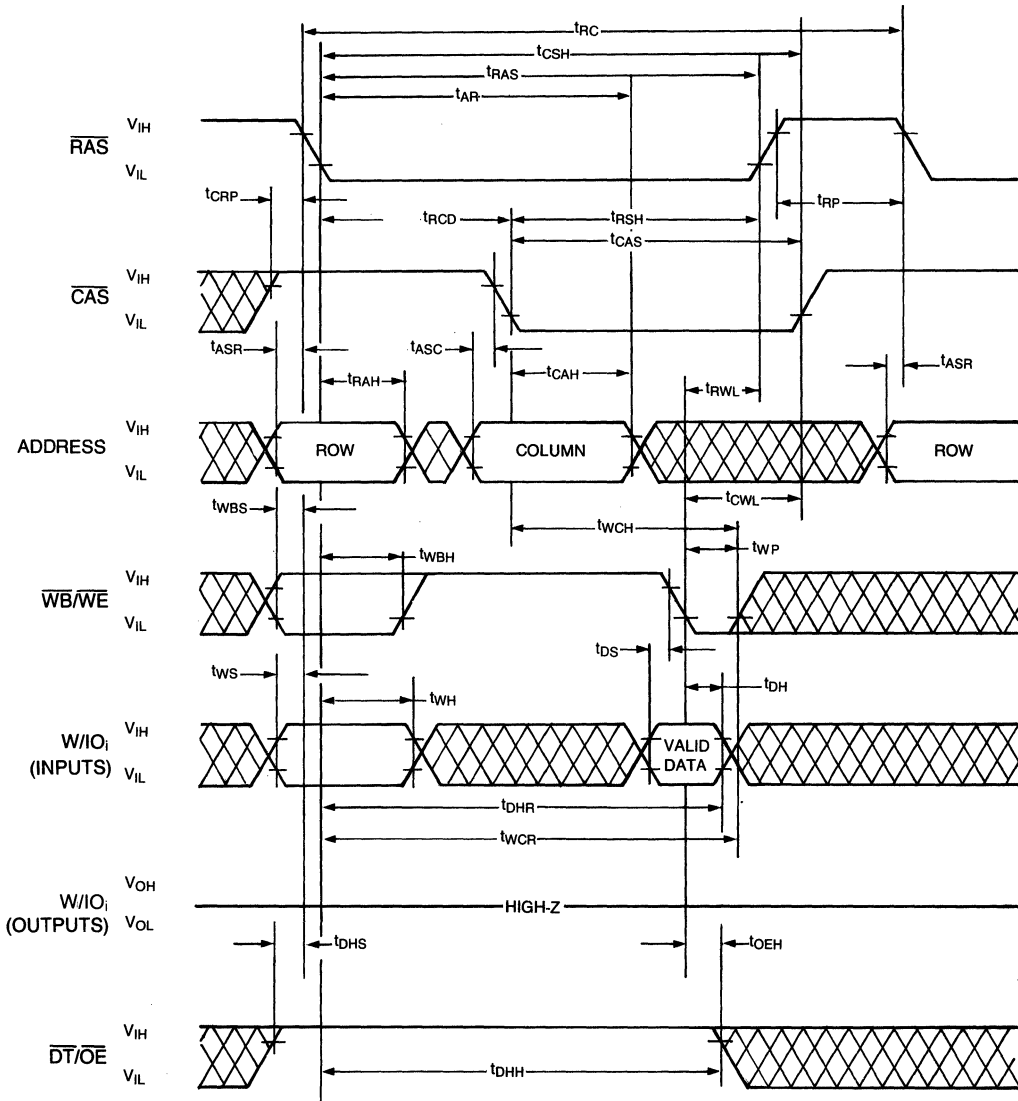 tRC
tCSH
tRAS
tAR
RAS VIH
VIL
tCRP tRCD tRSH tRP
tCAS
CAS VIH
VIL
tASR tASC tASR
tRAH tCAH tRWL
ADDRESS VIH
VIL
ROW COLUMN ROW
tWBS tCWL
tWCH
tWBH tWP
WB/WE VIH
VIL
tDS
tWS tWH tDH
W/IOi
(INPUTS)
VIH
VIL
VALID
DATA
tDHR
tWCR
W/IOi
(OUTPUTS)
VOH
VOL
HIGH-Z
tDHS tOEH
DT/OE VIH
VIL
tDHH